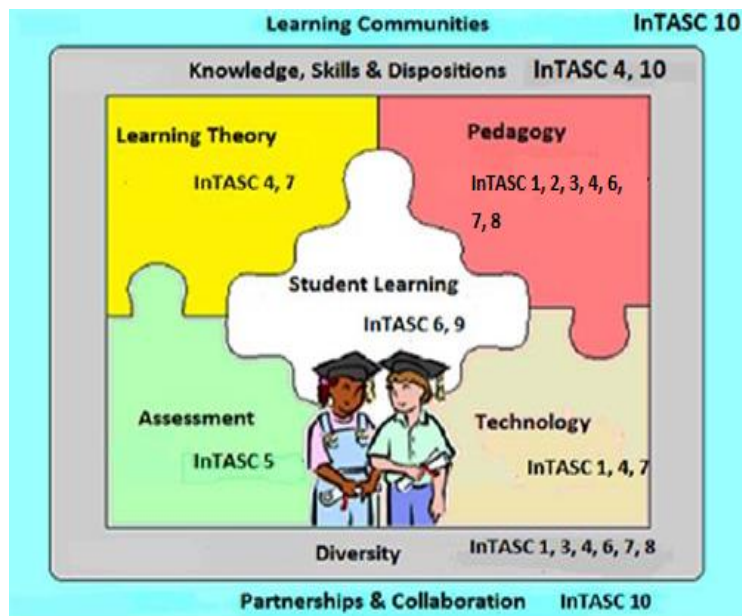 Learning Communities InTASC 10
Knowledge, Skills & Dispositions InTASC 4, 10
Learning Theory
InTASC 4, 7
Pedagogy
InTASC 1, 2, 3, 4, 6,
7, 8
Student Learning
InTASC 6, 9
Assessment
InTASC 5
Technology
InTASC 1, 4, 7
Diversity InTASC 1, 3, 4, 6, 7, 8
Partnerships & Collaboration InTASC 10